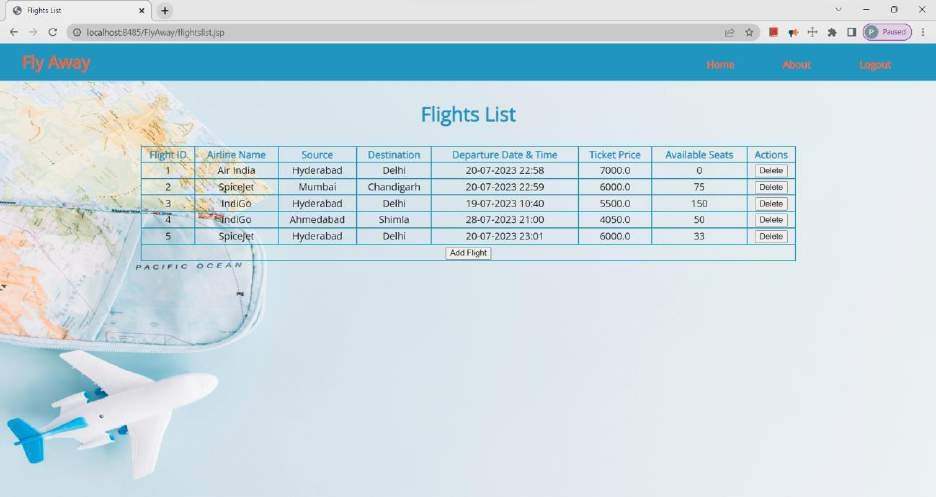 Flights List
localhost:8485/FlyAway/flightslist.jsp
P Paused
Fly Away Home About Logout
Flights List
Flight ID Airline Name Source Destination Departure Date & Time Ticket Price Available Seats Actions
1 Air India Hyderabad Delhi 20-07-2023 22:58 7000.0 0 Delete
2 SpiceJet Mumbai Chandigarh 20-07-2023 22:59 6000.0 75 Delete
3 IndiGo Hyderabad Delhi 19-07-2023 10:40 5500.0 150 Delete
4 IndiGo Ahmedabad Shimla 28-07-2023 21:00 4050.0 50 Delete
5 SpiceJet Hyderabad Delhi 20-07-2023 23:01 6000.0 33 Delete
Add Flight
PACIFIC OCEAN